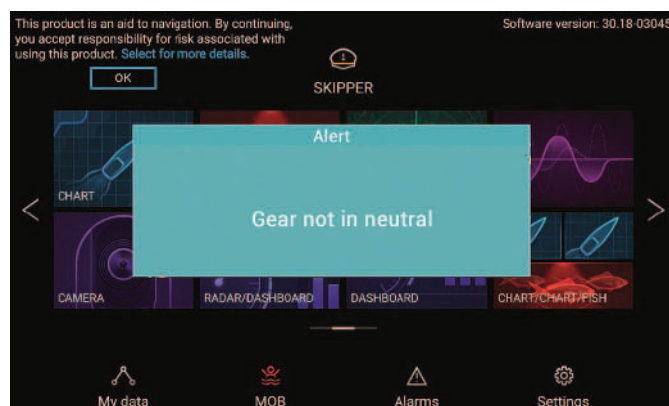 This product is an aid to navigation. By continuing,
you accept responsibility for risk associated with
using this product. Select for more details.
OK
Software version: 30.18-03045
1
SKIPPER
Alert
Gear not in neutral
CHART
CAMERA
RADAR/DASHBOARD
DASHBOARD
CHART/CHART/FISH
My data
MOB
Alarms
Settings